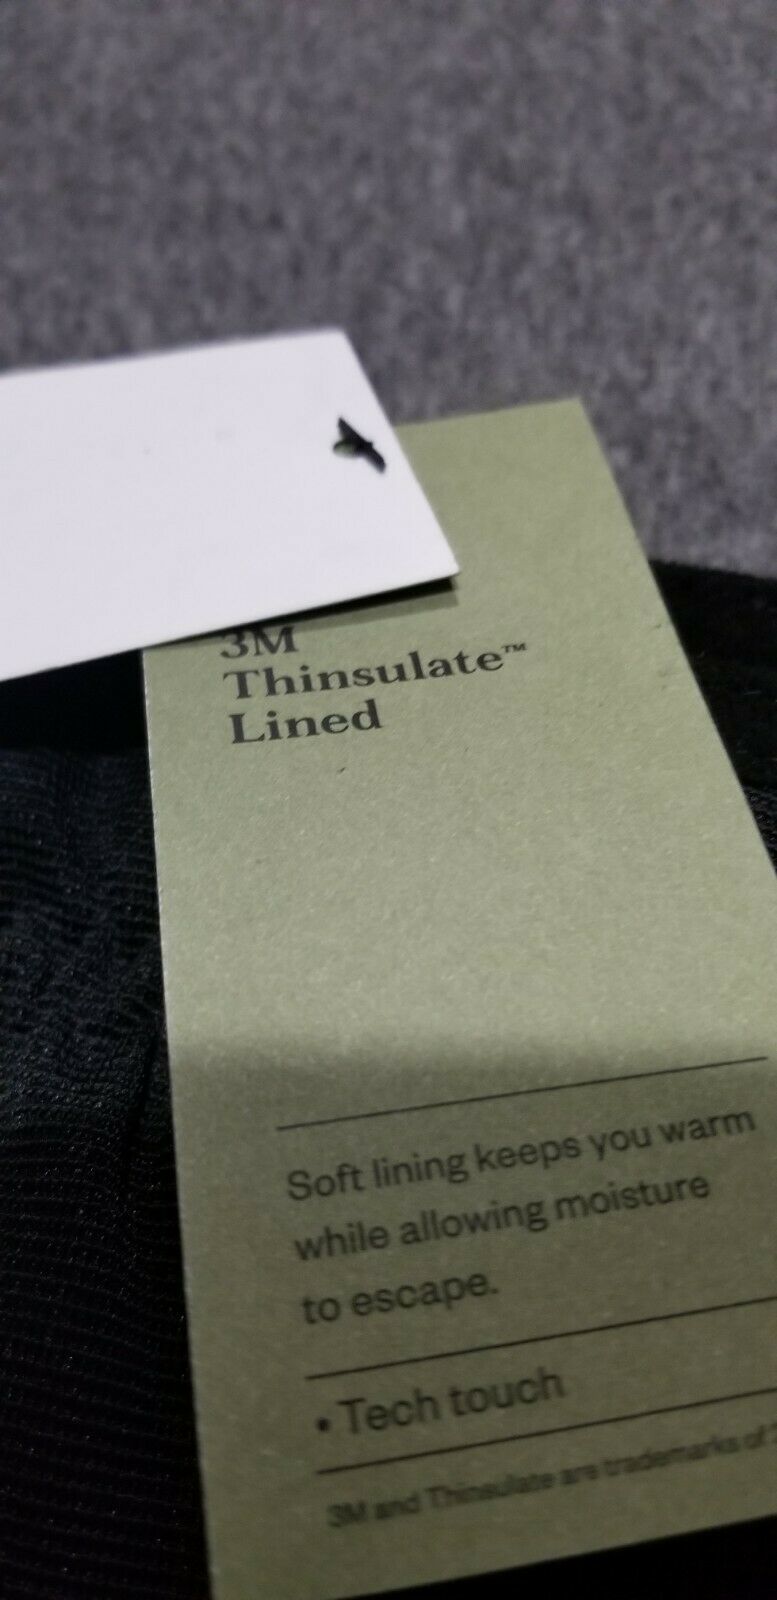 3M
Thinsulate™
Lined
Soft lining keeps you warm
while allowing moisture
to escape.
• Tech touch
3M and Thinsulate are trademarks of